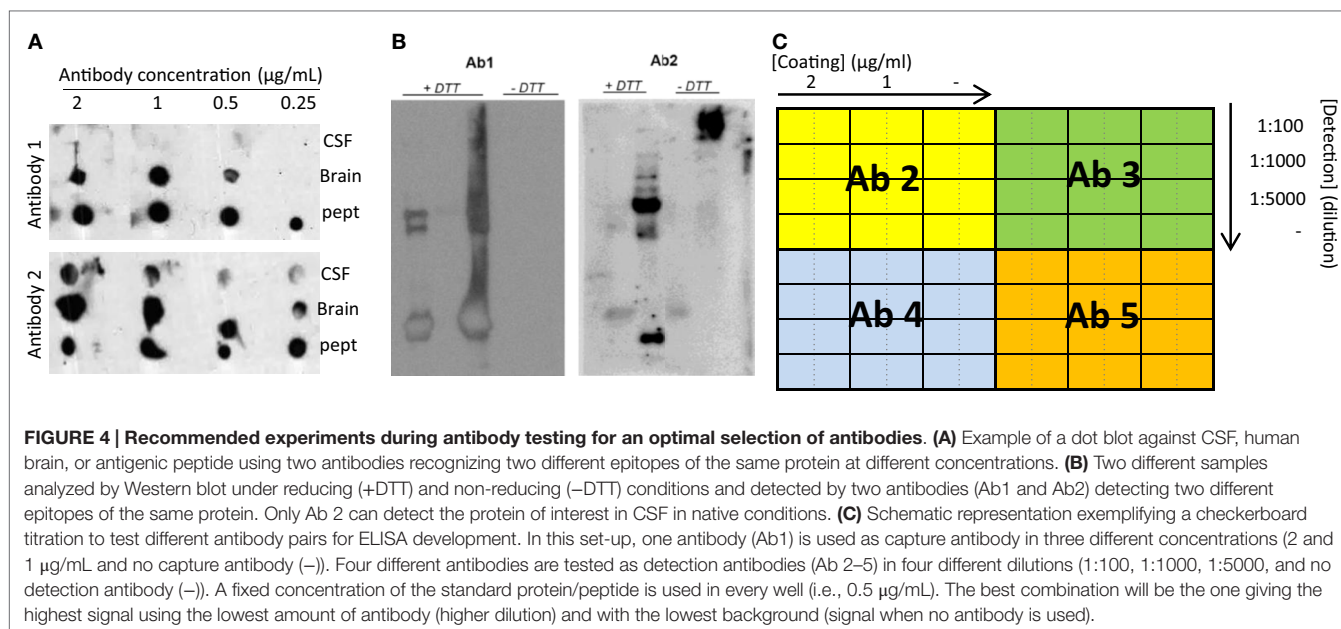 A
Antibody concentration (µg/mL)
2 1 0.5 0.25
Antibody 1
CSF
Brain
pept
Antibody 2
CSF
Brain
pept
B
Ab1
+ DTT - DTT
Ab2
+ DTT - DTT
C
[Coating] (µg/ml)
2 1 -
Ab 2
Ab 3
Ab 4
Ab 5
1:100
1:1000
1:5000
-
[Detection] (dilution)
FIGURE 4 | Recommended experiments during antibody testing for an optimal selection of antibodies. (A) Example of a dot blot against CSF, human
brain, or antigenic peptide using two antibodies recognizing two different epitopes of the same protein at different concentrations. (B) Two different samples
analyzed by Western blot under reducing (+DTT) and non-reducing (−DTT) conditions and detected by two antibodies (Ab1 and Ab2) detecting two different
epitopes of the same protein. Only Ab 2 can detect the protein of interest in CSF in native conditions. (C) Schematic representation exemplifying a checkerboard
titration to test different antibody pairs for ELISA development. In this set-up, one antibody (Ab1) is used as capture antibody in three different concentrations (2 and
1 µg/mL and no capture antibody (−)). Four different antibodies are tested as detection antibodies (Ab 2–5) in four different dilutions (1:100, 1:1000, 1:5000, and no
detection antibody (−)). A fixed concentration of the standard protein/peptide is used in every well (i.e., 0.5 µg/mL). The best combination will be the one giving the
highest signal using the lowest amount of antibody (higher dilution) and with the lowest background (signal when no antibody is used).